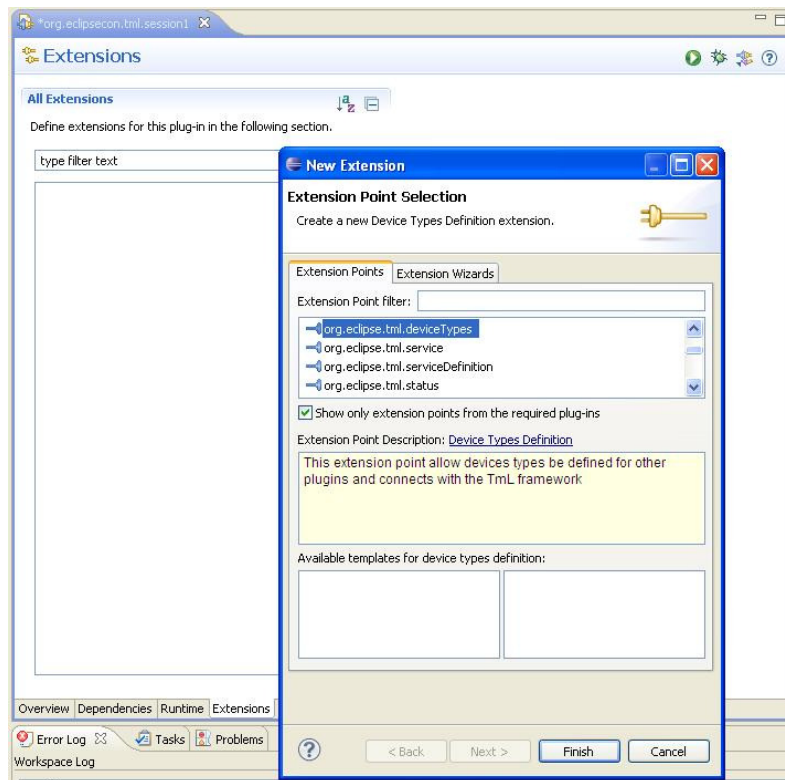 *org.eclipsecon.tml.session1
Extensions
All Extensions
Define extensions for this plug-in in the following section.
type filter text
New Extension
Extension Point Selection
Create a new Device Types Definition extension.
Extension Points
Extension Wizards
Extension Point filter:
org.eclipse.tml.deviceTypes
org.eclipse.tml.service
org.eclipse.tml.serviceDefinition
org.eclipse.tml.status
Show only extension points from the required plug-ins
Extension Point Description: Device Types Definition
This extension point allow devices types be defined for other
plugins and connects with the TmL framework
Available templates for device types definition:
< Back
Next >
Finish
Cancel
Overview
Dependencies
Runtime
Extensions
Error Log
Tasks
Problems
Workspace Log